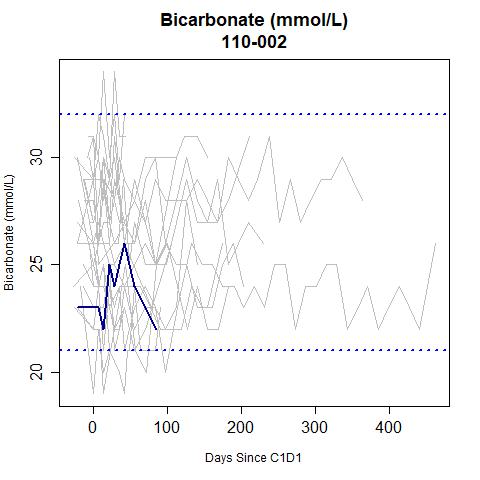 Bicarbonate (mmol/L)
110-002
Bicarbonate (mmol/L)
30
25
20
0 100 200 300 400
Days Since C1D1